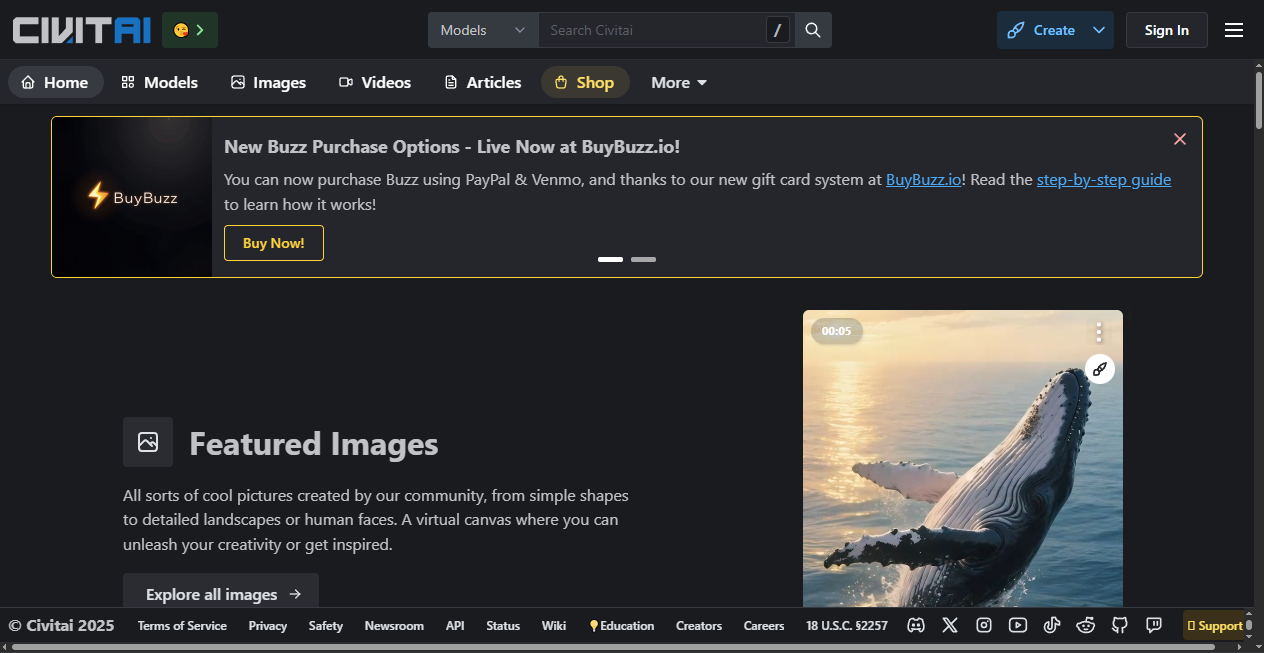 CIVITAI
Models
Search Civitai
/
Create
Sign In
Home
Models
Images
Videos
Articles
Shop
More
BuyBuzz
New Buzz Purchase Options - Live Now at BuyBuzz.io!
You can now purchase Buzz using PayPal & Venmo, and thanks to our new gift card system at BuyBuzz.io! Read the step-by-step guide
to learn how it works!
Buy Now!
00:05
Featured Images
All sorts of cool pictures created by our community, from simple shapes
to detailed landscapes or human faces. A virtual canvas where you can
unleash your creativity or get inspired.
Explore all images
© Civitai 2025
Terms of Service
Privacy
Safety
Newsroom
API
Status
Wiki
Education
Creators
Careers
18 U.S.C. §2257
Support